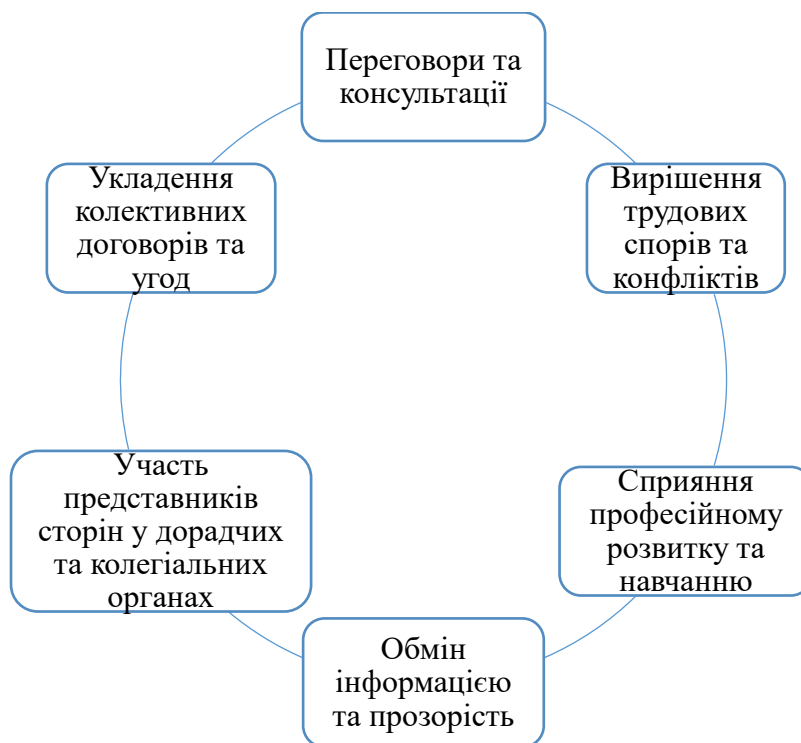 Переговори та
консультації
Вирішення
трудових
спорів та
конфліктів
Сприяння
професійному
розвитку та
навчанню
Обмін
інформацією
та прозорість
Участь
представників
сторін у дорадчих
та колегіальних
органах
Укладення
колективних
договорів та
угод